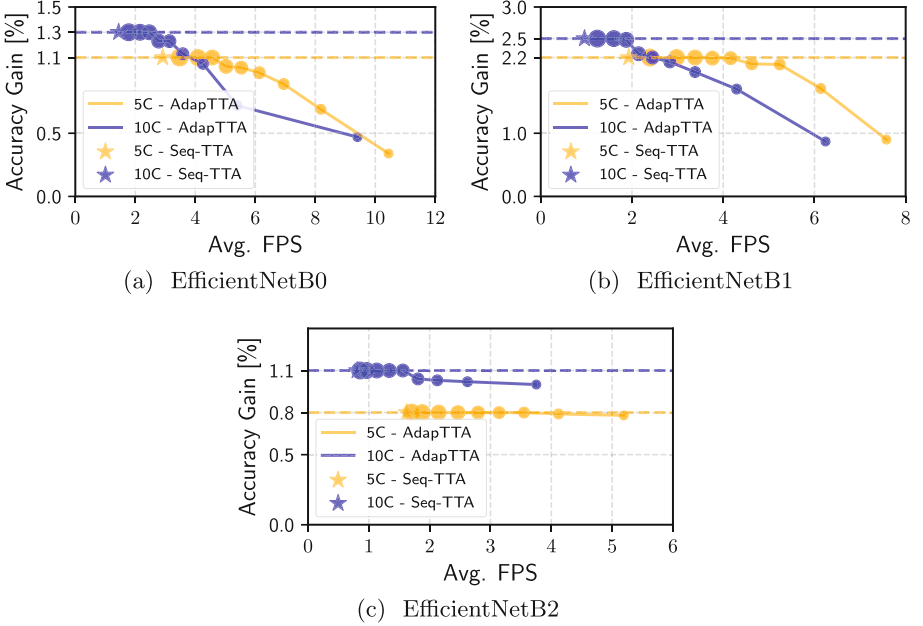 Accuracy Gain [%]
1.5
1.3
1.1
0.5
0.0
5C - AdapTTA
10C - AdapTTA
5C - Seq-TTA
10C - Seq-TTA
0 2 4 6 8 10 12
Avg. FPS
(a) EfficientNetB0
Accuracy Gain [%]
3.0
2.5
2.2
1.0
0.0
5C - AdapTTA
10C - AdapTTA
5C - Seq-TTA
10C - Seq-TTA
0 2 4 6 8
Avg. FPS
(b) EfficientNetB1
Accuracy Gain [%]
1.1
0.8
0.5
0.0
5C - AdapTTA
10C - AdapTTA
5C - Seq-TTA
10C - Seq-TTA
0 1 2 3 4 5 6
Avg. FPS
(c) EfficientNetB2